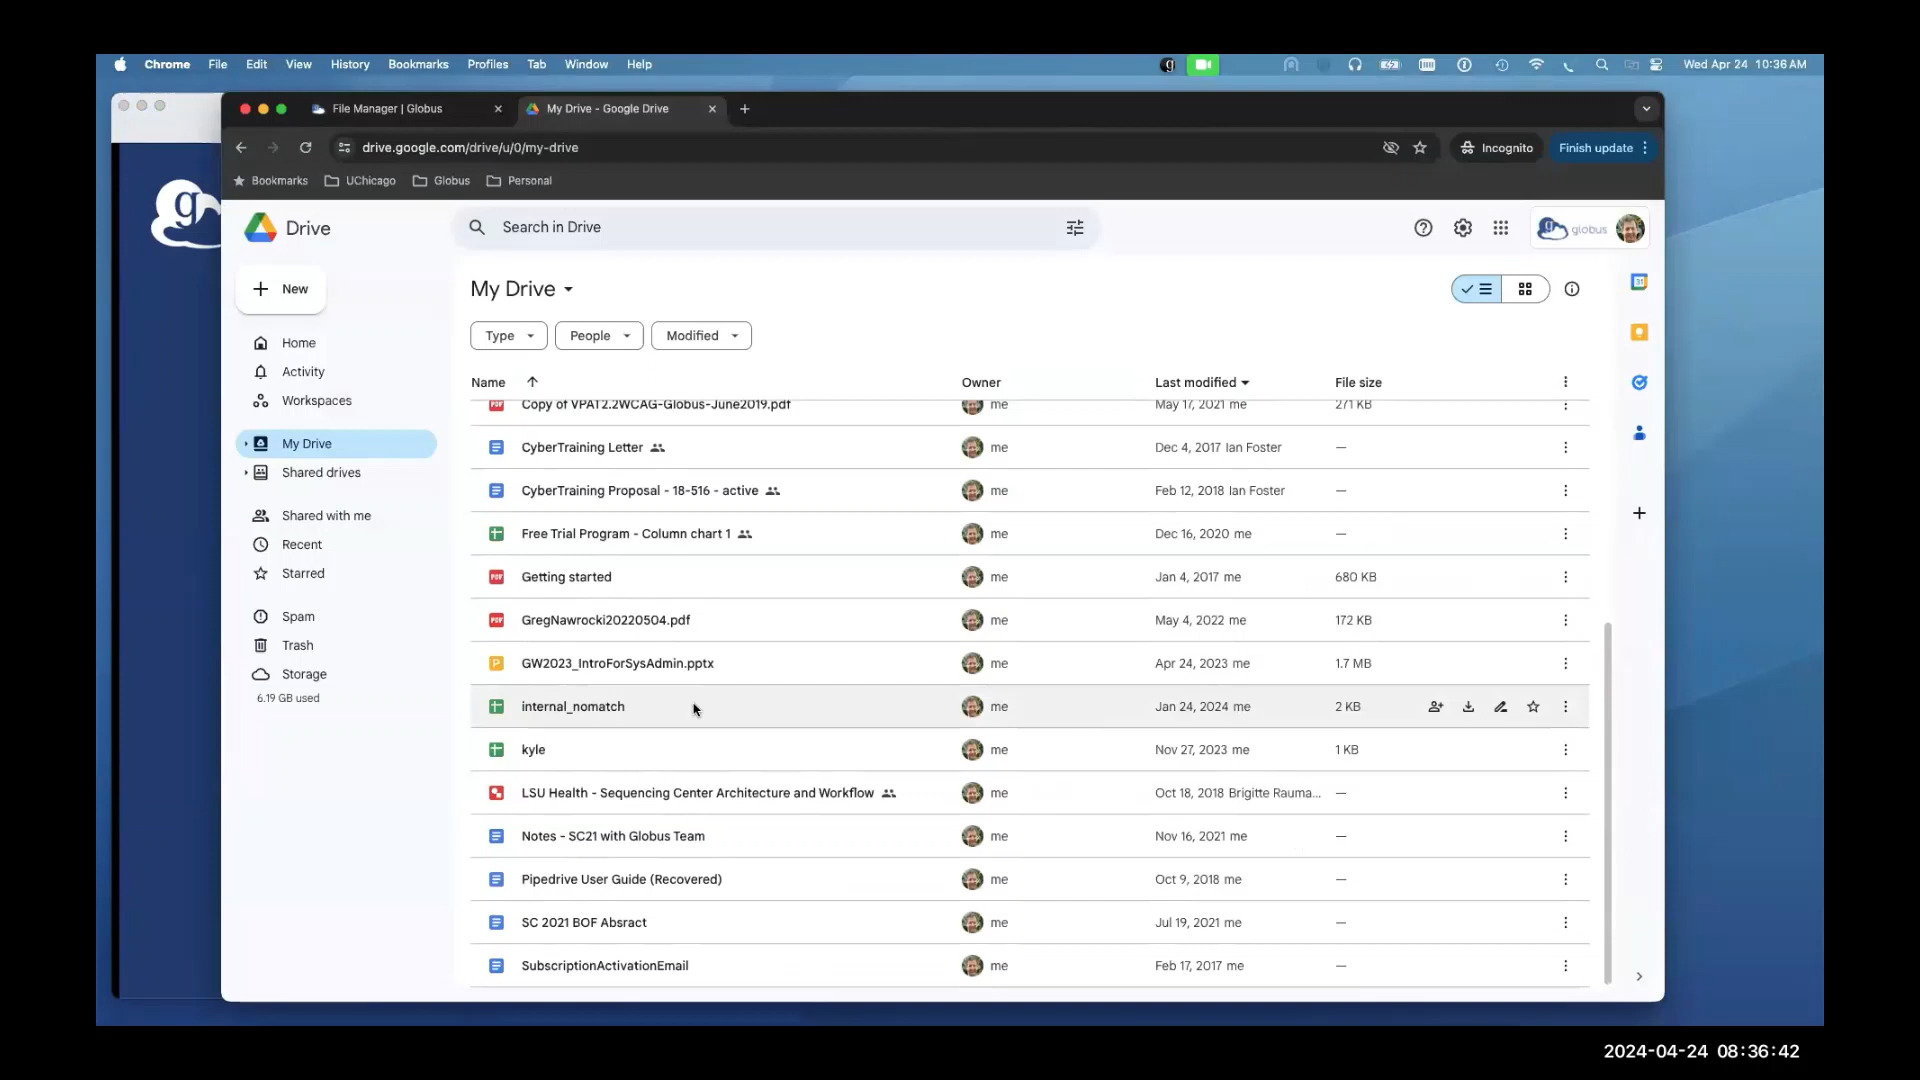 Chrome File Edit View History Bookmarks Profiles Tab Window Help Wed Apr 24 10:36 AM
File Manager | Globus My Drive - Google Drive
drive.google.com/drive/u/0/my-drive Incognito Finish update
Bookmarks UChicago Globus Personal
g
Drive Search in Drive globus
New
My Drive
Home
Activity
Workspaces
My Drive
Shared drives
Shared with me
Recent
Starred
Spam
Trash
Storage
6.19 GB used
Type People Modified
Name Owner Last modified File size
Copy of VPAT2.2WCAG-Globus-June2019.pdf me May 17, 2021 me 271 KB
CyberTraining Letter me Dec 4, 2017 Ian Foster —
CyberTraining Proposal - 18-516 - active me Feb 12, 2018 Ian Foster —
Free Trial Program - Column chart 1 me Dec 16, 2020 me —
Getting started me Jan 4, 2017 me 680 KB
GregNawrocki20220504.pdf me May 4, 2022 me 172 KB
GW2023_IntroForSysAdmin.pptx me Apr 24, 2023 me 1.7 MB
internal_nomatch me Jan 24, 2024 me 2 KB
kyle me Nov 27, 2023 me 1 KB
LSU Health - Sequencing Center Architecture and Workflow me Oct 18, 2018 Brigitte Rauma... —
Notes - SC21 with Globus Team me Nov 16, 2021 me —
Pipedrive User Guide (Recovered) me Oct 9, 2018 me —
SC 2021 BOF Absract me Jul 19, 2021 me —
SubscriptionActivationEmail me Feb 17, 2017 me —
2024-04-24 08:36:42